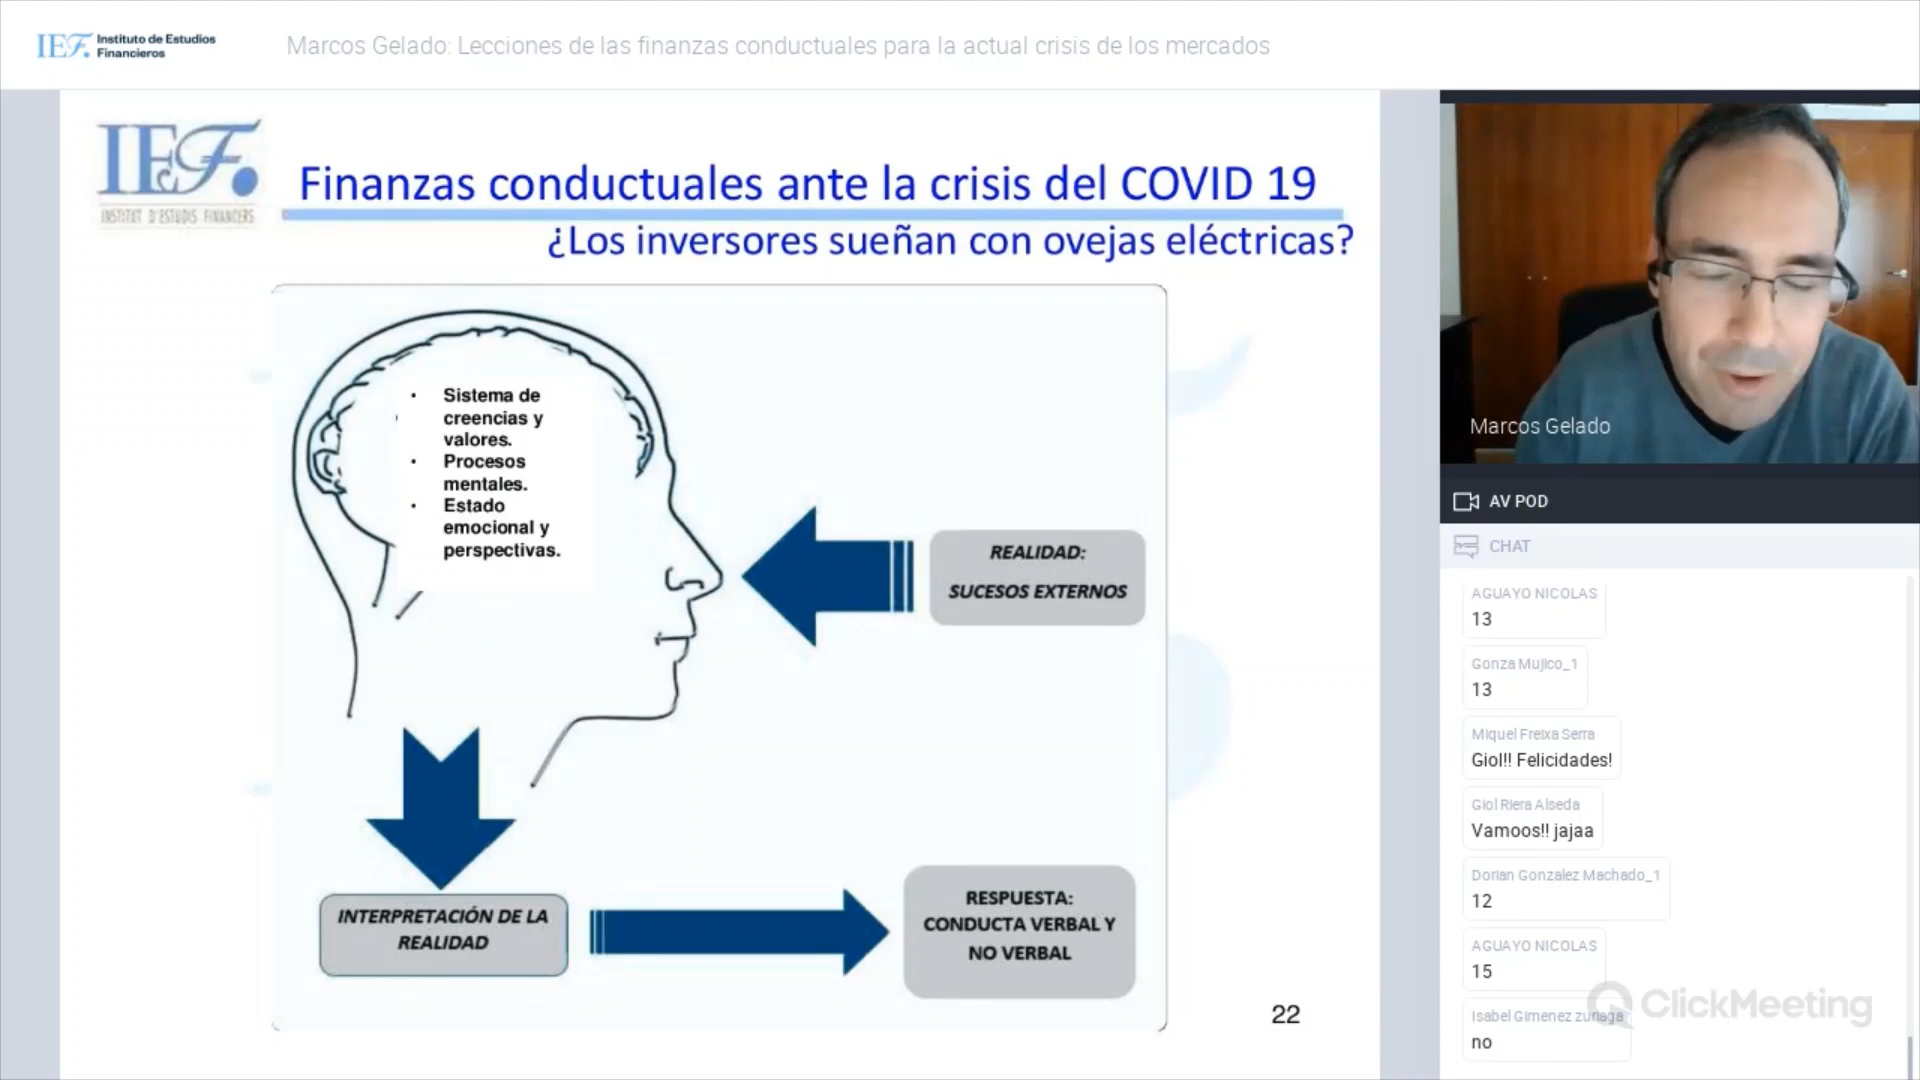 IEF. Instituto de Estudios
Financieros
Marcos Gelado: Lecciones de las finanzas conductuales para la actual crisis de los mercados
IEF.
INSTITUT D'ESTUDIS FINANCERS
Finanzas conductuales ante la crisis del COVID 19
¿Los inversores sueñan con ovejas eléctricas?
• Sistema de
creencias y
valores.
• Procesos
mentales.
• Estado
emocional y
perspectivas.
REALIDAD:
SUCESOS EXTERNOS
INTERPRETACIÓN DE LA
REALIDAD
RESPUESTA:
CONDUCTA VERBAL Y
NO VERBAL
22
Marcos Gelado
AV POD
CHAT
AGUAYO NICOLAS
13
Gonza Mujico_1
13
Miquel Freixa Serra
Giol!! Felicidades!
Giol Riera Alseda
Vamoos!! jajaa
Dorian Gonzalez Machado_1
12
AGUAYO NICOLAS
15
Isabel Gimenez zuriaga
no
ClickMeeting